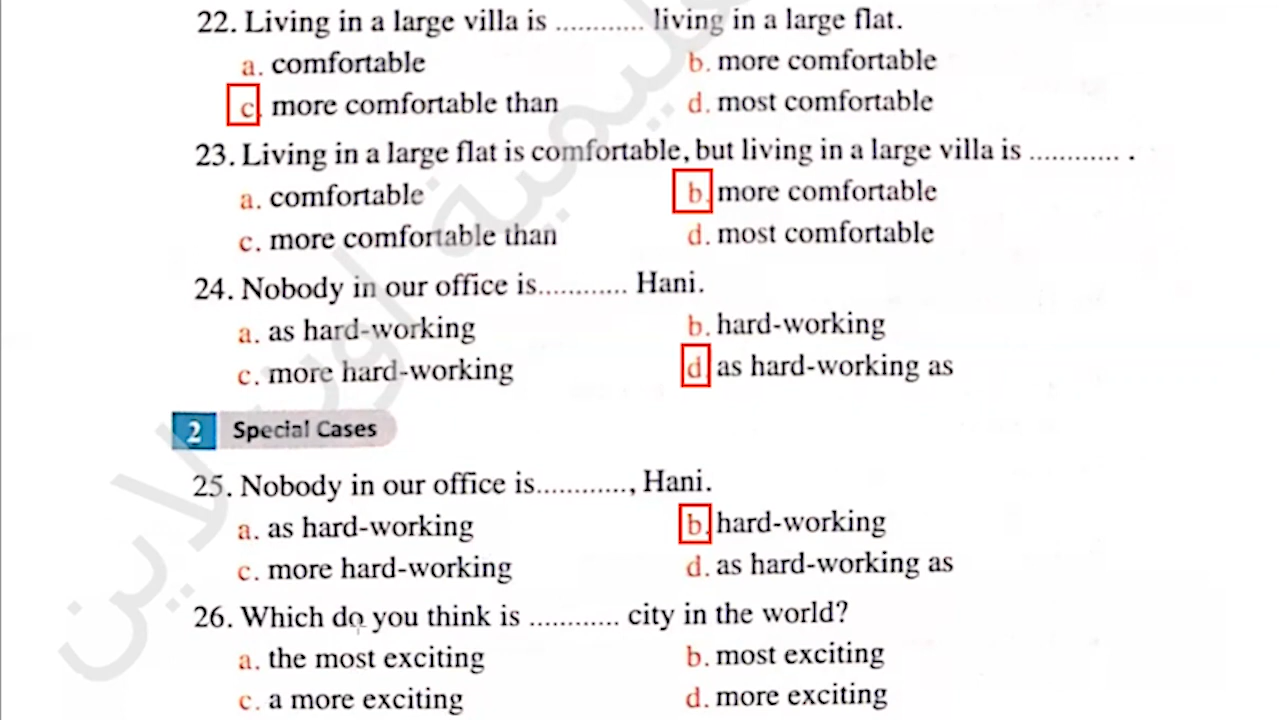 22. Living in a large villa is ............ living in a large flat.
a. comfortable b. more comfortable
c. more comfortable than d. most comfortable
23. Living in a large flat is comfortable, but living in a large villa is ............ .
a. comfortable b. more comfortable
c. more comfortable than d. most comfortable
24. Nobody in our office is............ Hani.
a. as hard-working b. hard-working
c. more hard-working d. as hard-working as
2 Special Cases
25. Nobody in our office is............, Hani.
a. as hard-working b. hard-working
c. more hard-working d. as hard-working as
26. Which do you think is ............ city in the world?
a. the most exciting b. most exciting
c. a more exciting d. more exciting